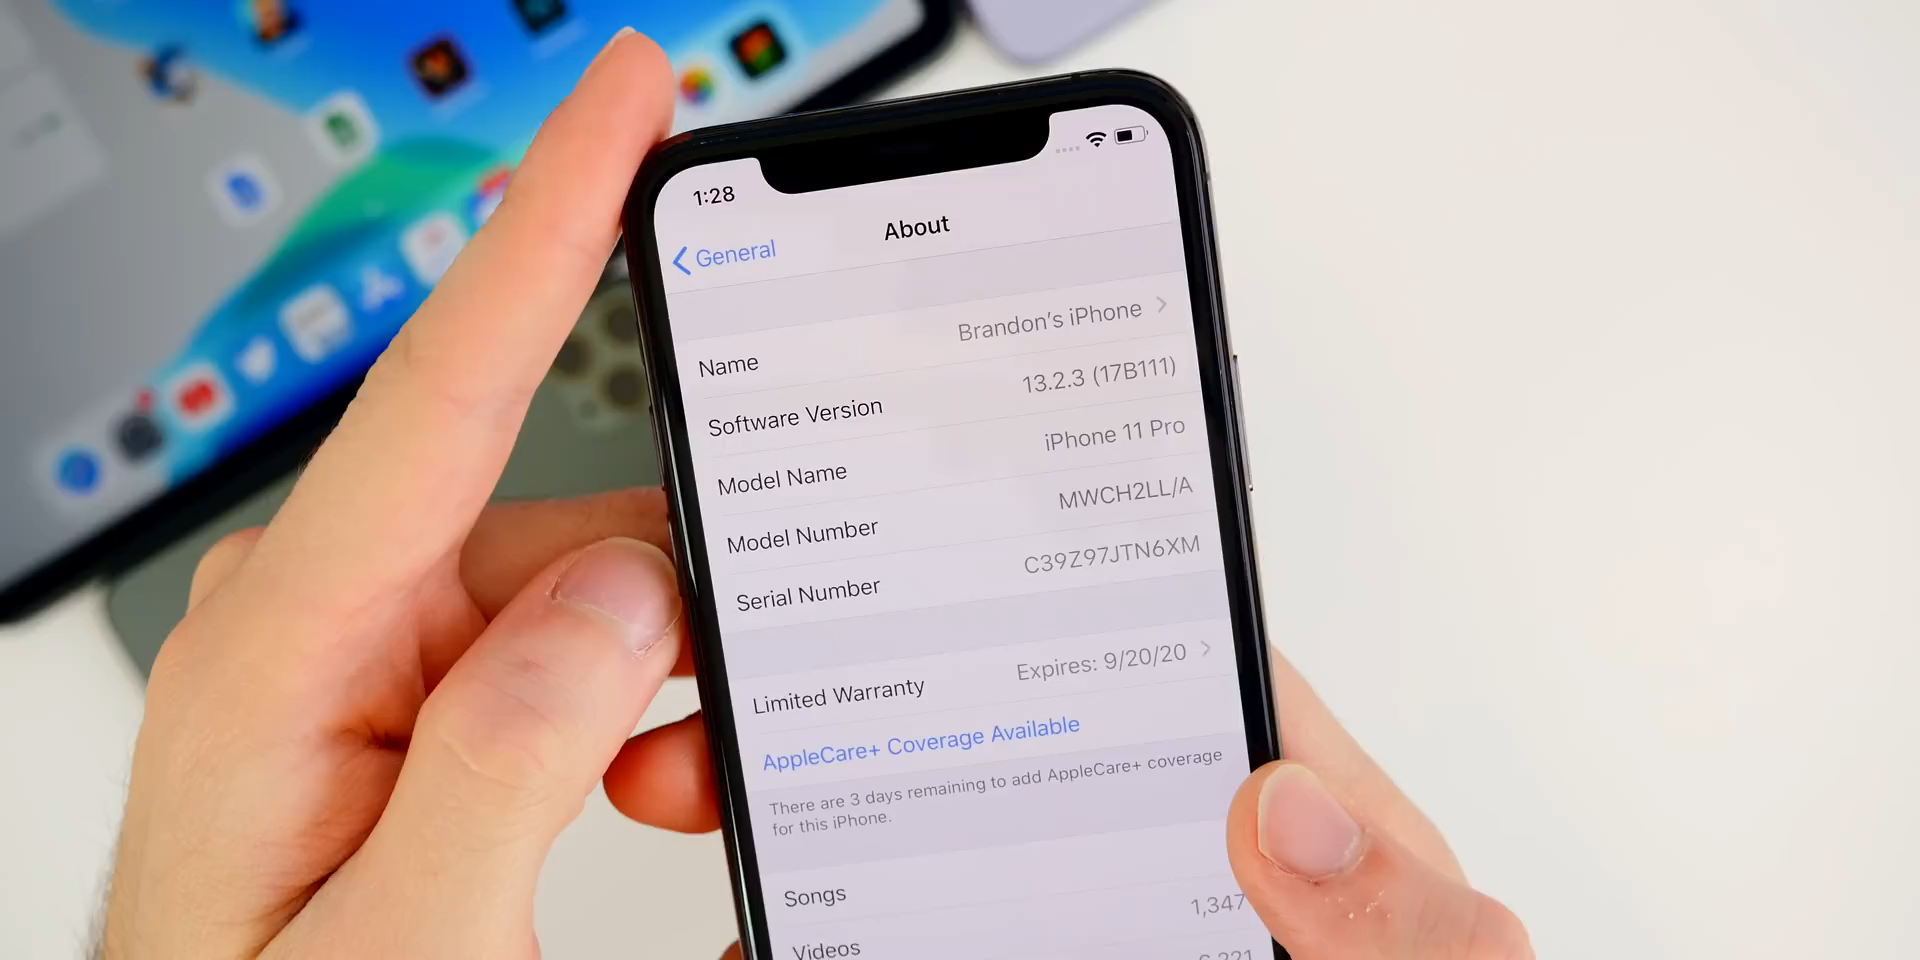 1:28
General
About
Name
Brandon's iPhone
Software Version
13.2.3 (17B111)
Model Name
iPhone 11 Pro
Model Number
MWCH2LL/A
Serial Number
C39Z97JTN6XM
Limited Warranty
Expires: 9/20/20
AppleCare+ Coverage Available
There are 3 days remaining to add AppleCare+ coverage
for this iPhone.
Songs
1,347
Videos